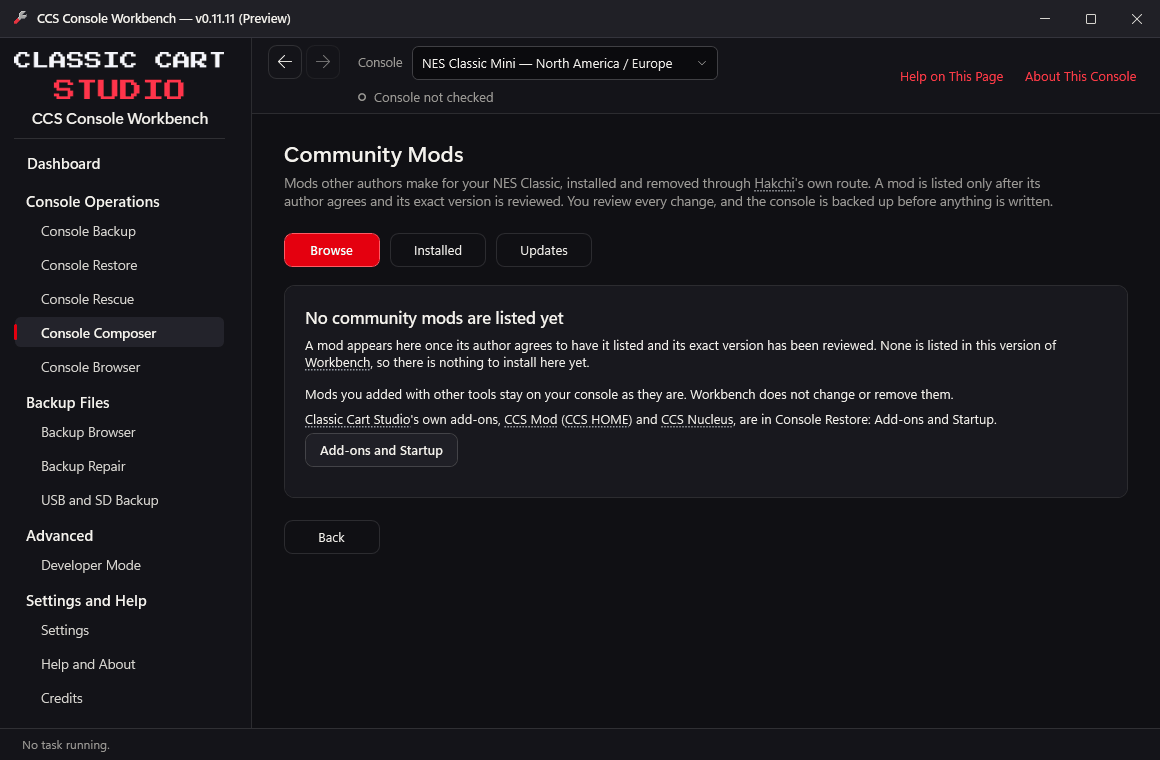 CCS Console Workbench — v0.11.11 (Preview)
CLASSIC CART
STUDIO
CCS Console Workbench
Dashboard
Console Operations
Console Backup
Console Restore
Console Rescue
Console Composer
Console Browser
Backup Files
Backup Browser
Backup Repair
USB and SD Backup
Advanced
Developer Mode
Settings and Help
Settings
Help and About
Credits
Console
NES Classic Mini — North America / Europe
Console not checked
Help on This Page
About This Console
Community Mods
Mods other authors make for your NES Classic, installed and removed through Hakchi's own route. A mod is listed only after its
author agrees and its exact version is reviewed. You review every change, and the console is backed up before anything is written.
Browse
Installed
Updates
No community mods are listed yet
A mod appears here once its author agrees to have it listed and its exact version has been reviewed. None is listed in this version of
Workbench, so there is nothing to install here yet.
Mods you added with other tools stay on your console as they are. Workbench does not change or remove them.
Classic Cart Studio's own add-ons, CCS Mod (CCS HOME) and CCS Nucleus, are in Console Restore: Add-ons and Startup.
Add-ons and Startup
Back
No task running.